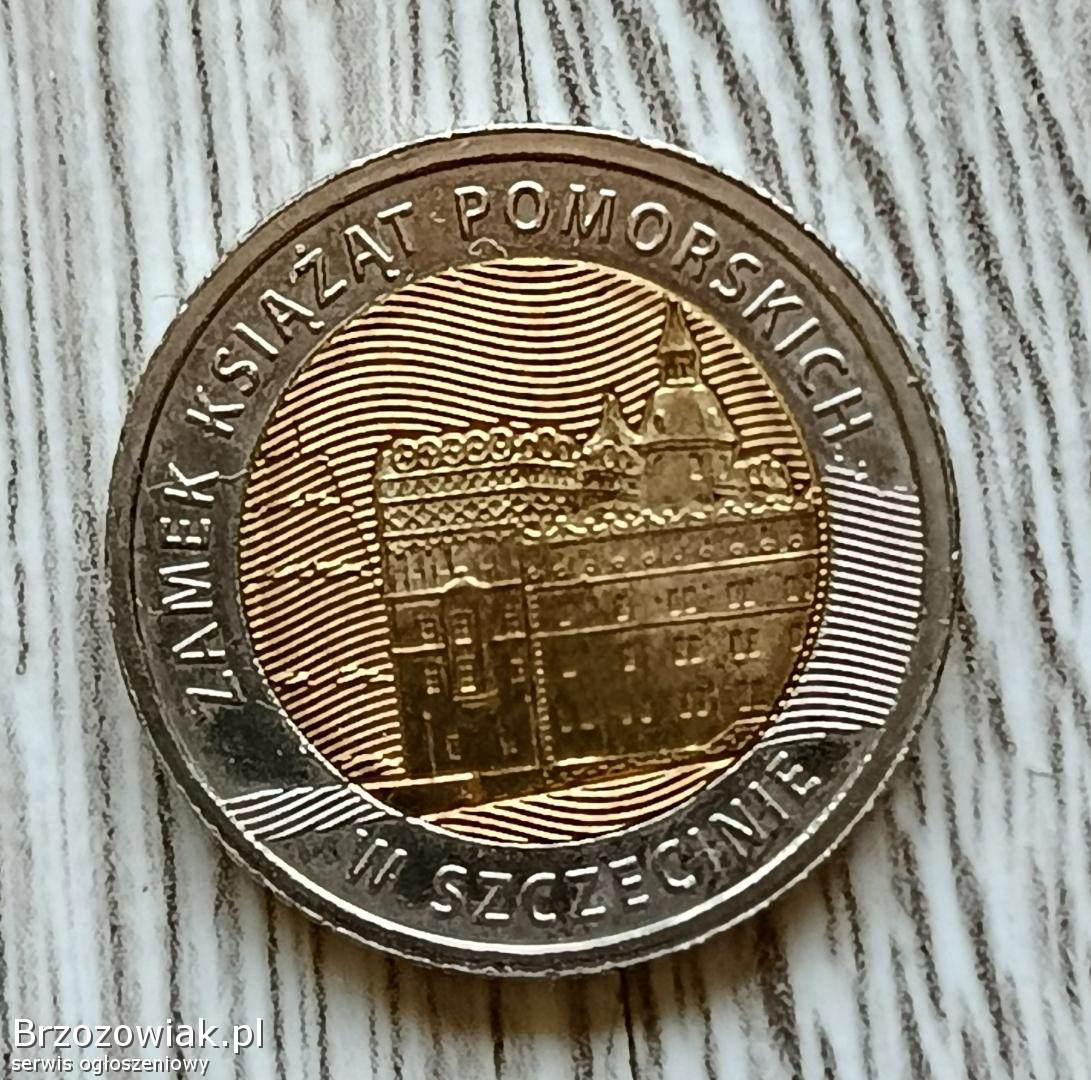 ZAMEK KSIĄŻĄT POMORSKICH
W SZCZECINIE
Brzozowiak.pl
serwis ogłoszeniowy